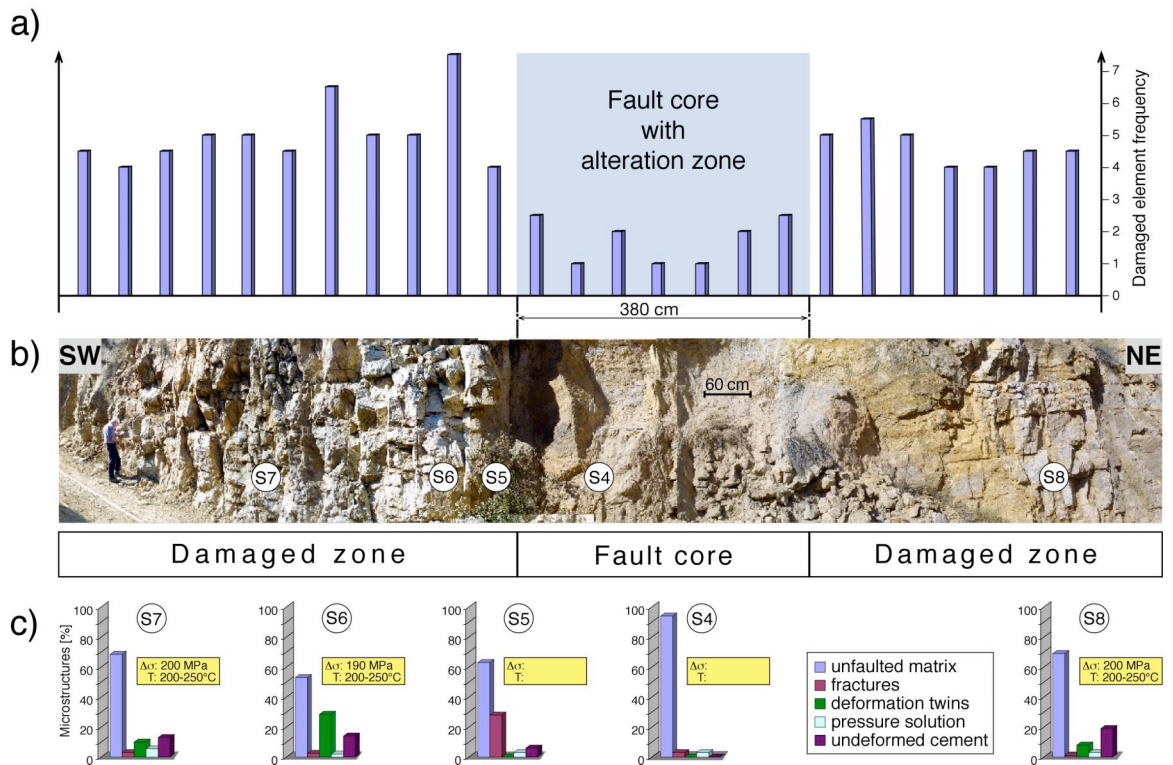 a)
Fault core
with
alteration zone
7
6
5
4
3
2
1
0
Damaged element frequency
380 cm
b)
SW
NE
60 cm
S7
S6
S5
S4
S8
Damaged zone
Fault core
Damaged zone
c)
S7
S6
S5
S4
S8
Microstructures [%]
100
80
60
40
20
0
Δσ: 200 MPa
T: 200-250°C
100
80
60
40
20
0
Δσ: 190 MPa
T: 200-250°C
100
80
60
40
20
0
Δσ:
T:
100
80
60
40
20
0
Δσ:
T:
unfaulted matrix
fractures
deformation twins
pressure solution
undeformed cement
100
80
60
40
20
0
Δσ: 200 MPa
T: 200-250°C